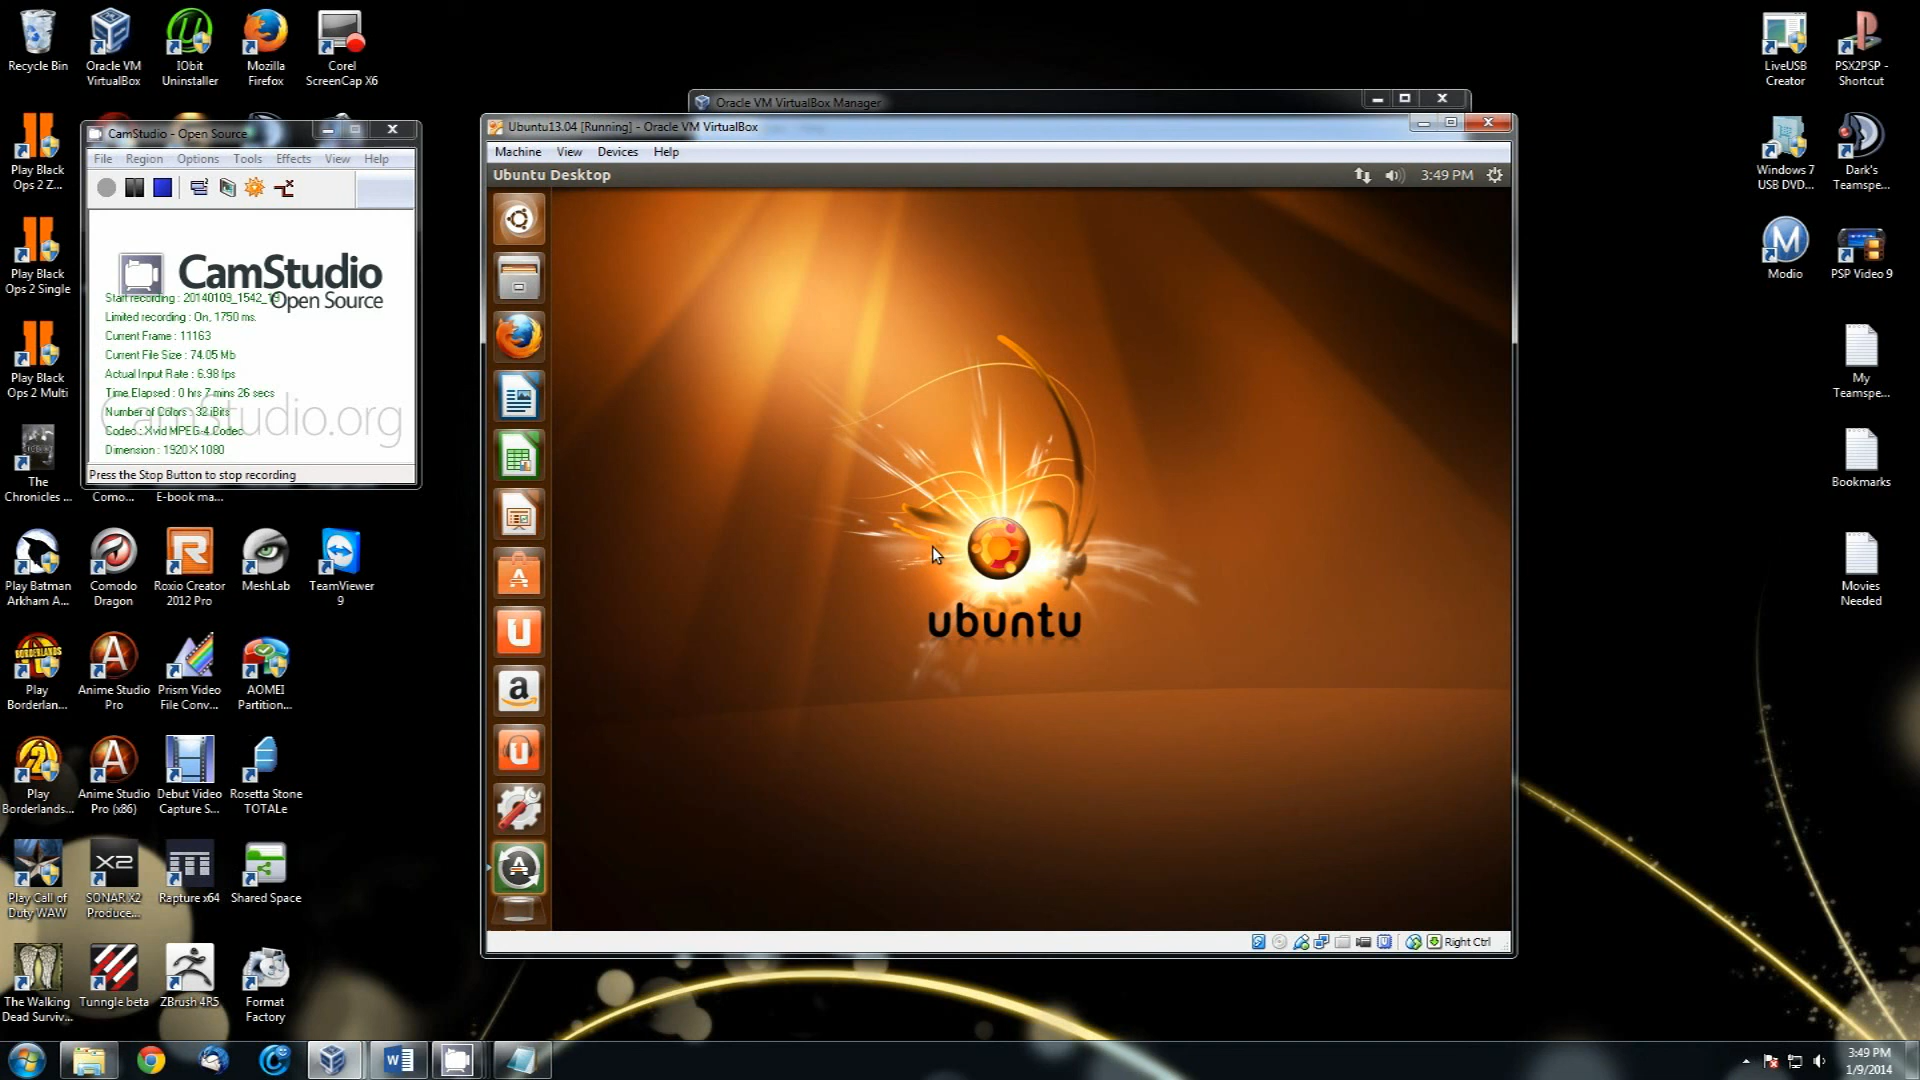 Recycle Bin
Oracle VM
VirtualBox
IObit
Uninstaller
Mozilla
Firefox
Corel
ScreenCap X6
LiveUSB
Creator
PSX2PSP -
Shortcut
Play Black
Ops 2 Z...
Play Black
Ops 2 Single
Play Black
Ops 2 Multi
The
Chronicles ...
Como...
E-book ma...
CamStudio - Open Source
File Region Options Tools Effects View Help
CamStudio
Open Source
Start recording : 20140109_1542_19
Limited recording : On, 1750 ms.
Current Frame : 11163
Current File Size : 74.05 Mb
Actual Input Rate : 6.98 fps
Time Elapsed : 0 hrs 7 mins 26 secs
Number of Colors : 32 iBits
Codec : Xvid MPEG-4 Codec
Dimension : 1920 X 1080
CamStudio.org
Press the Stop Button to stop recording
Oracle VM VirtualBox Manager
Ubuntu13.04 [Running] - Oracle VM VirtualBox
Machine View Devices Help
Ubuntu Desktop
3:49 PM
ubuntu
Right Ctrl
Windows 7
USB DVD...
Dark's
Teamspe...
Modio
PSP Video 9
My
Teamspe...
Bookmarks
Movies
Needed
Play Batman
Arkham A...
Comodo
Dragon
Roxio Creator
2012 Pro
MeshLab
TeamViewer
9
Play
Borderlan...
Anime Studio
Pro
Prism Video
File Conv...
AOMEI
Partition...
Play
Borderlands...
Anime Studio
Pro (x86)
Debut Video
Capture S...
Rosetta Stone
TOTALe
Play Call of
Duty WAW
X2
SONAR X2
Produce...
Rapture x64
Shared Space
The Walking
Dead Surviv...
Tunngle beta
ZBrush 4R5
Format
Factory
3:49 PM
1/9/2014